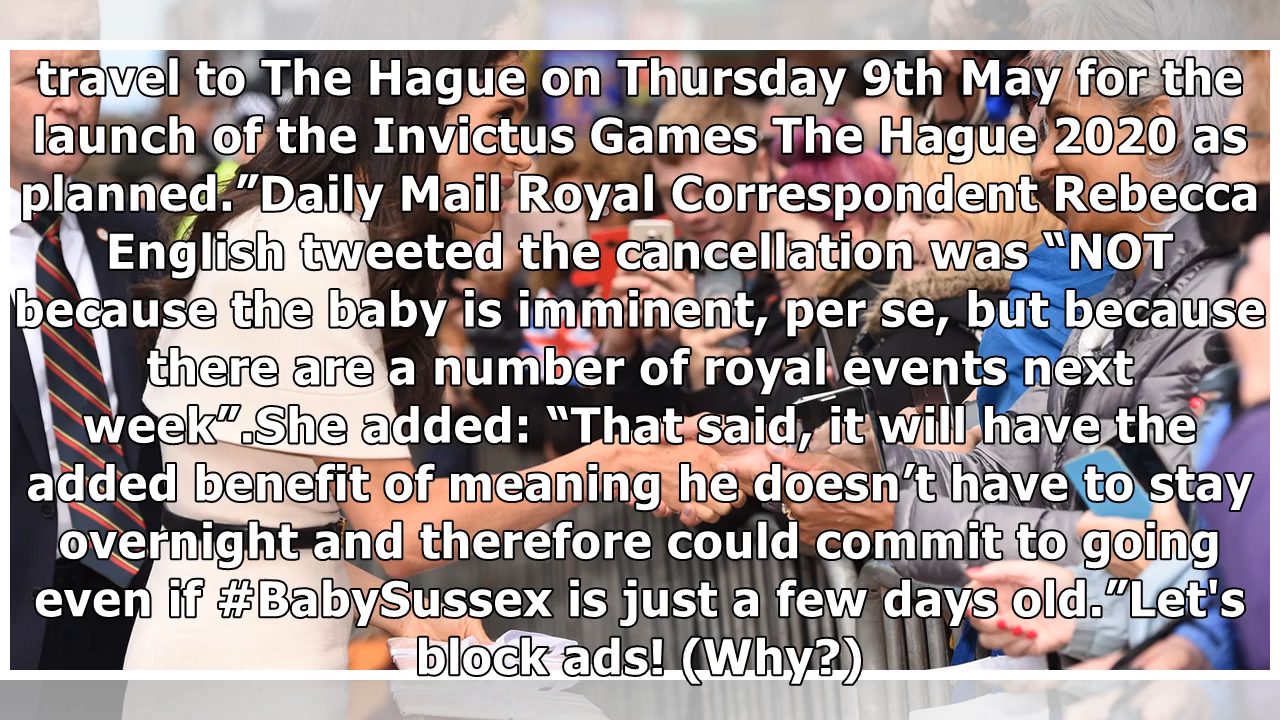 travel to The Hague on Thursday 9th May for the
launch of the Invictus Games The Hague 2020 as
planned.”Daily Mail Royal Correspondent Rebecca
English tweeted the cancellation was “NOT
because the baby is imminent, per se, but because
there are a number of royal events next
week”.She added: “That said, it will have the
added benefit of meaning he doesn’t have to stay
overnight and therefore could commit to going
even if #BabySussex is just a few days old.”Let's
block ads! (Why?)